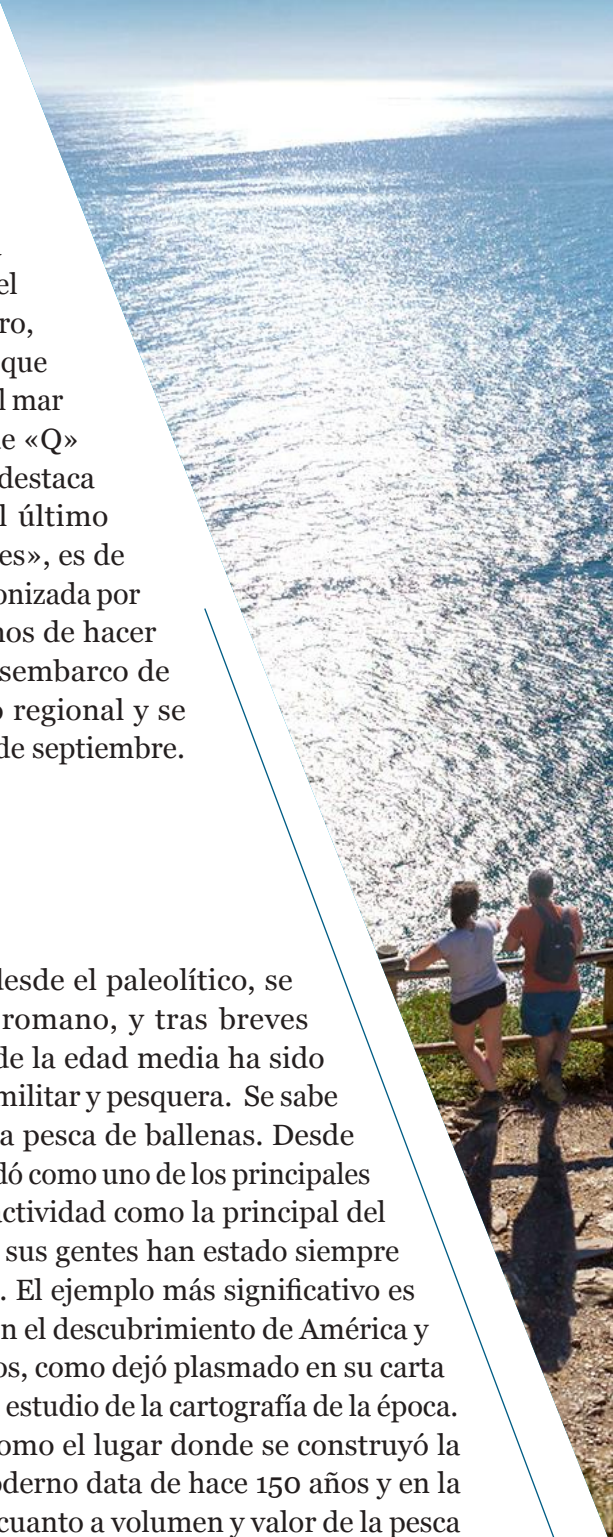 el
ro,
que
l mar
e «Q»
destaca
l último
es», es de
onizada por
nos de hacer
sembarco de
o regional y se
de septiembre.
desde el paleolítico, se
romano, y tras breves
de la edad media ha sido
militar y pesquera. Se sabe
a pesca de ballenas. Desde
dó como uno de los principales
actividad como la principal del
sus gentes han estado siempre
. El ejemplo más significativo es
n el descubrimiento de América y
os, como dejó plasmado en su carta
estudio de la cartografía de la época.
omo el lugar donde se construyó la
oderno data de hace 150 años y en la
cuanto a volumen y valor de la pesca